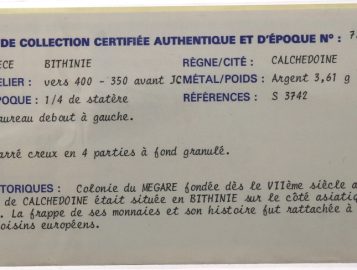 DE COLLECTION CERTIFIÉE AUTHENTIQUE ET D'ÉPOQUE N° :
ECE BITHINIE RÈGNE/CITÉ : CALCHEDOINE
ELIER : vers 400 - 350 avant JC MÉTAL/POIDS : Argent 3,61 g
POQUE : 1/4 de statère RÉFÉRENCES : S 3742
aureau debout à gauche.
arré creux en 4 parties à fond granulé.
TORIQUES : Colonie du MEGARE fondée dès le VIIème siècle a
de CALCHEDOINE était située en BITHINIE sur le côté asiati
. La frappe de ses monnaies et son histoire fut rattachée à
oisins européens.